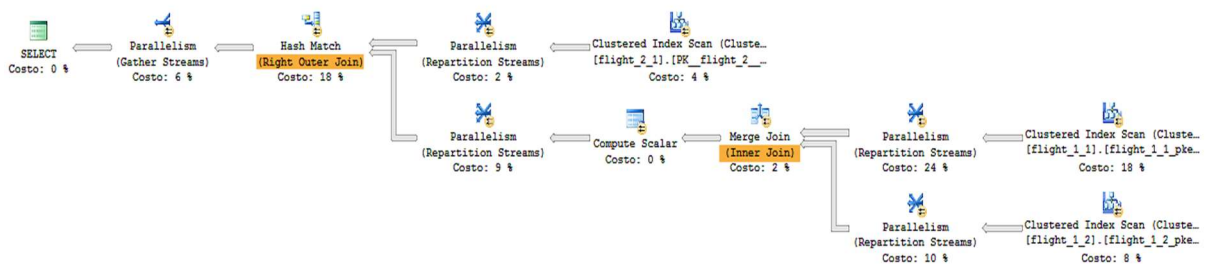 SELECT
Costo: 0 %
Parallelism
(Gather Streams)
Costo: 6 %
Hash Match
(Right Outer Join)
Costo: 18 %
Parallelism
(Repartition Streams)
Costo: 2 %
Clustered Index Scan (Cluste…
[flight_2_1].[PK__flight_2__…
Costo: 4 %
Parallelism
(Repartition Streams)
Costo: 9 %
Compute Scalar
Costo: 0 %
Merge Join
(Inner Join)
Costo: 2 %
Parallelism
(Repartition Streams)
Costo: 24 %
Clustered Index Scan (Cluste…
[flight_1_1].[flight_1_1_pke…
Costo: 18 %
Parallelism
(Repartition Streams)
Costo: 10 %
Clustered Index Scan (Cluste…
[flight_1_2].[flight_1_2_pke…
Costo: 8 %